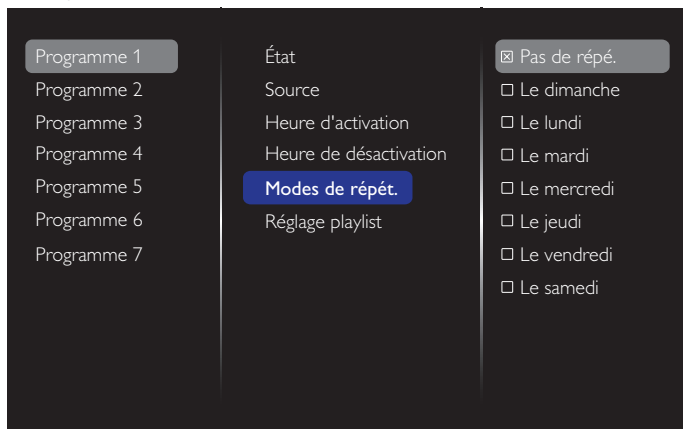 Programme 1
Programme 2
Programme 3
Programme 4
Programme 5
Programme 6
Programme 7
État
Source
Heure d'activation
Heure de désactivation
Modes de répét.
Réglage playlist
☒ Pas de répé.
☐ Le dimanche
☐ Le lundi
☐ Le mardi
☐ Le mercredi
☐ Le jeudi
☐ Le vendredi
☐ Le samedi